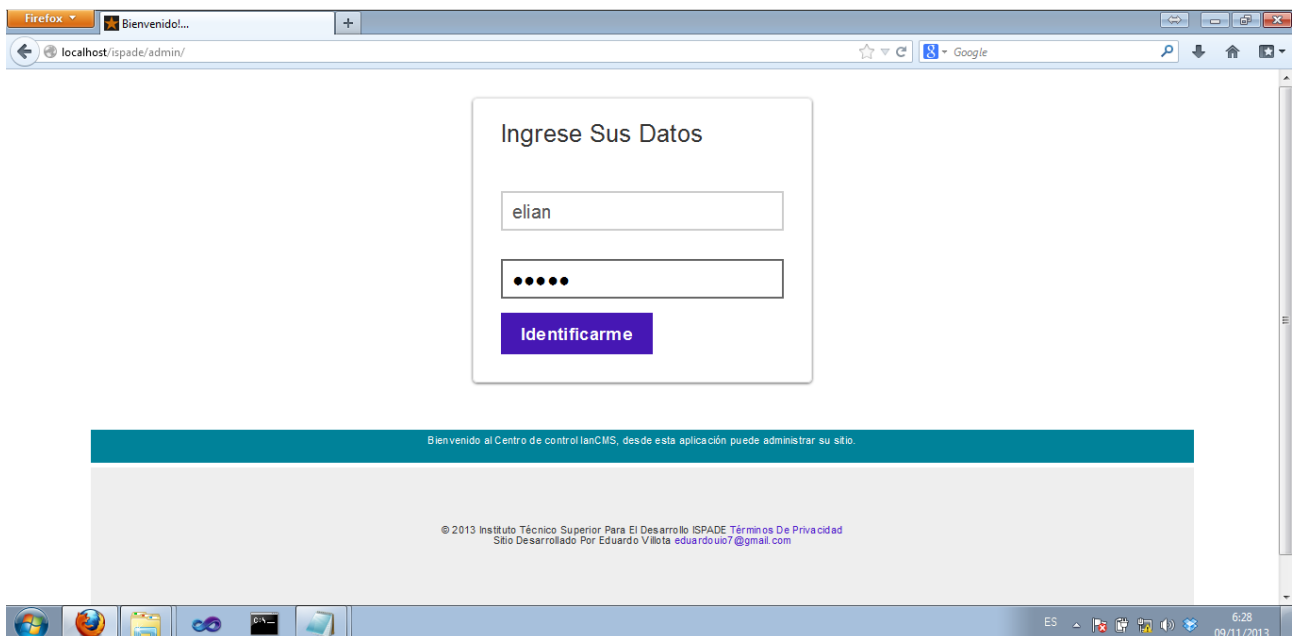 Firefox
Bienvenido!...
localhost/ispade/admin/
Google
Ingrese Sus Datos
elian
●●●●●
Identificarme
Bienvenido al Centro de control IanCMS, desde esta aplicación puede administrar su sitio.
© 2013 Instituto Técnico Superior Para El Desarrollo ISPADE Términos De Privacidad
Sitio Desarrollado Por Eduardo Villota eduardouio7@gmail.com
ES
6:28
09/11/2013